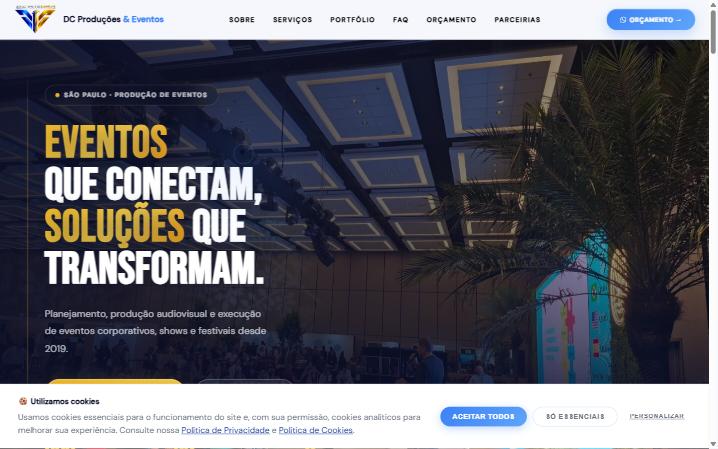 DC Produções & Eventos
SOBRE SERVIÇOS PORTFÓLIO FAQ ORÇAMENTO PARCERIAS
ORÇAMENTO →
SÃO PAULO · PRODUÇÃO DE EVENTOS
EVENTOS
QUE CONECTAM,
SOLUÇÕES QUE
TRANSFORMAM.
Planejamento, produção audiovisual e execução
de eventos corporativos, shows e festivais desde
2019.
🍪 Utilizamos cookies
Usamos cookies essenciais para o funcionamento do site e, com sua permissão, cookies analíticos para
melhorar sua experiência. Consulte nossa Política de Privacidade e Política de Cookies.
ACEITAR TODOS
SÓ ESSENCIAIS
PERSONALIZAR